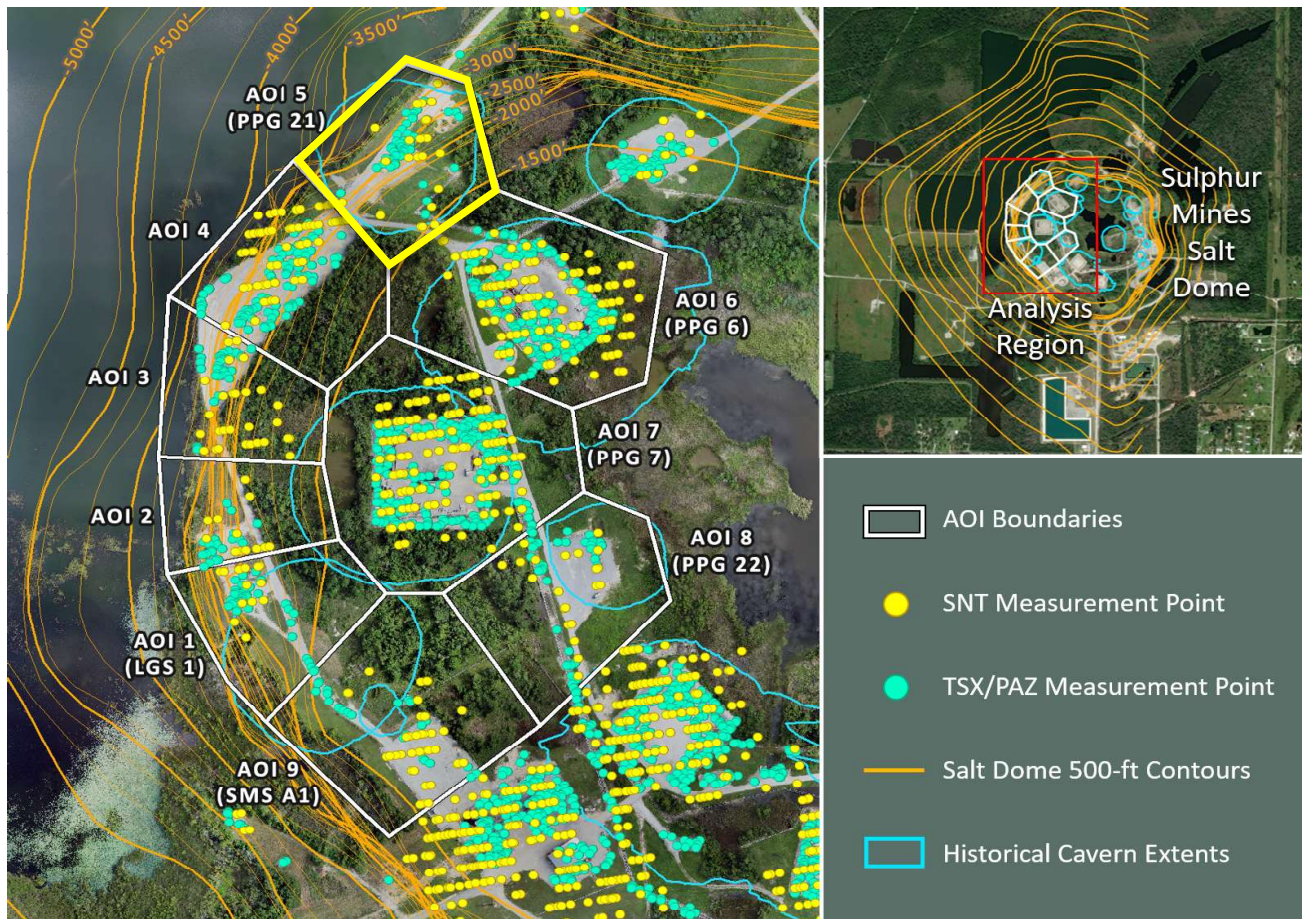 -5000'
-4500'
-4000'
-3500'
-3000'
-2500'
-2000'
-1500'
AOI 5
(PPG 21)
AOI 4
AOI 3
AOI 2
AOI 1
(LGS 1)
AOI 6
(PPG 6)
AOI 7
(PPG 7)
AOI 8
(PPG 22)
AOI 9
(SMS A1)
Sulphur
Mines
Salt
Dome
Analysis
Region
AOI Boundaries
SNT Measurement Point
TSX/PAZ Measurement Point
Salt Dome 500-ft Contours
Historical Cavern Extents